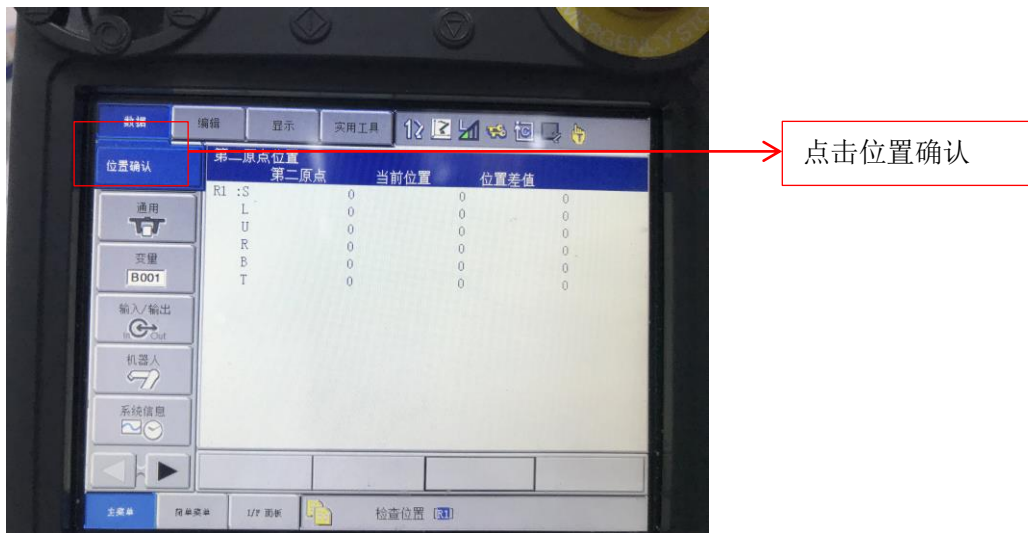 EMERGENCY ST
数据 编辑 显示 实用工具
位置确认
第二原点位置
第二原点 当前位置 位置差值
R1 :S 0 0 0
L 0 0 0
U 0 0 0
R 0 0 0
B 0 0 0
T 0 0 0
通用
变量
B001
输入/输出
In Out
机器人
系统信息
主菜单 简单菜单 I/F 面板 检查位置 [R1]
点击位置确认